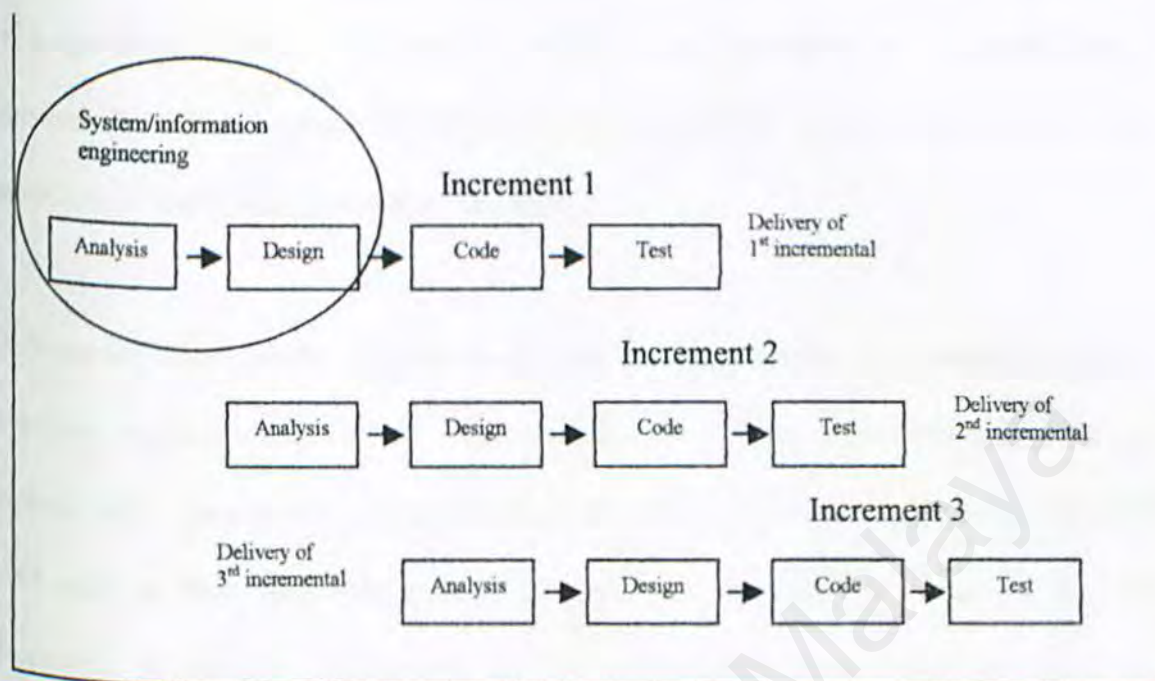 System/information
engineering
Increment 1
Analysis
Design
Code
Test
Delivery of
1st incremental
Increment 2
Analysis
Design
Code
Test
Delivery of
2nd incremental
Increment 3
Delivery of
3rd incremental
Analysis
Design
Code
Test
Malaya